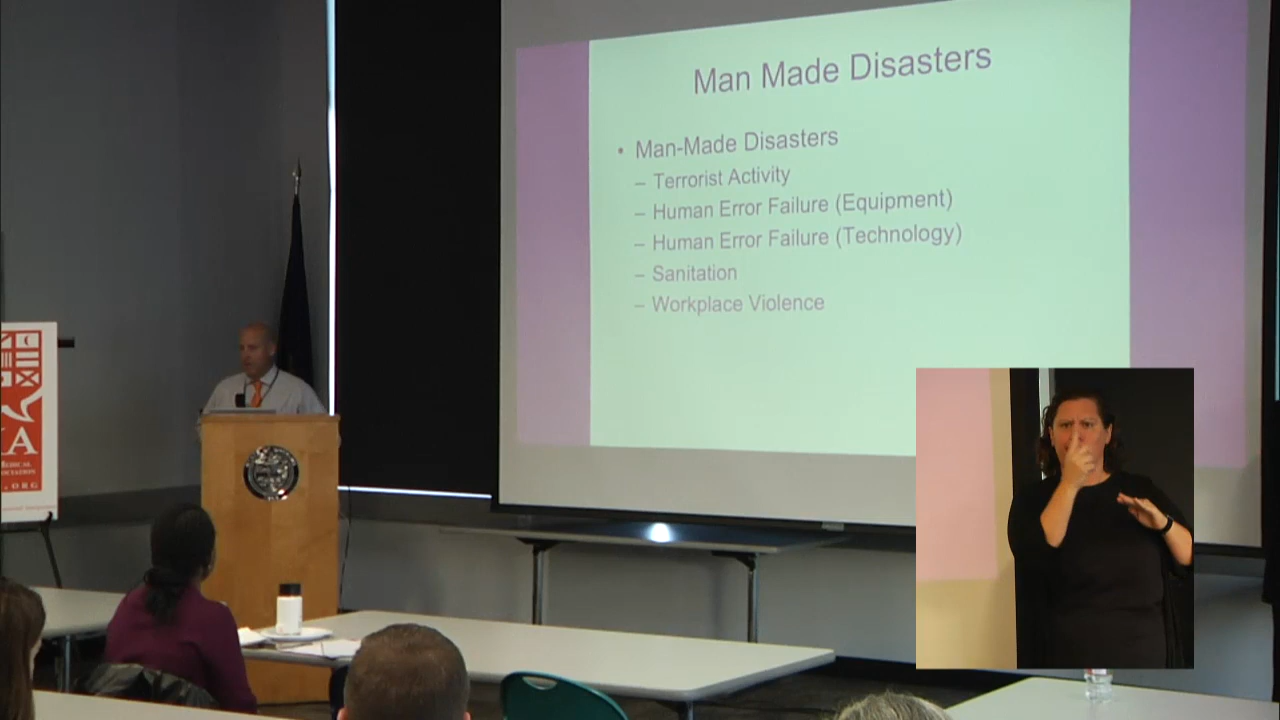 Man Made Disasters
• Man-Made Disasters
– Terrorist Activity
– Human Error Failure (Equipment)
– Human Error Failure (Technology)
– Sanitation
– Workplace Violence
.ORG